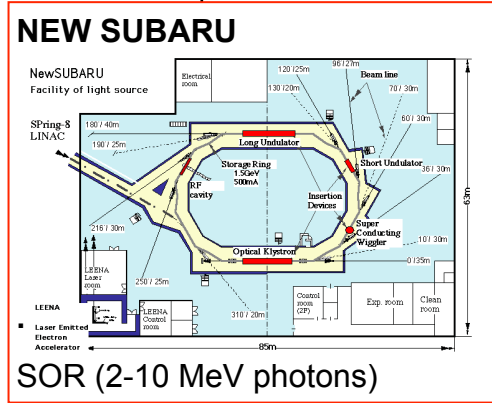 NEW SUBARU
NewSUBARU
Facility of light source
SPring-8
LINAC
Electrical
room
120/25m
130/20m
96/27m
Beam line
70/ 30m
60/ 30m
36/ 30m
180 / 40m
190 / 25m
Long Undulator
Short Undulator
Storage Ring
1.5GeV
500mA
RF
cavity
Insertion
Devices
63m
Super
Conducting
Wiggler
216 / 30m
Optical Klystron
10/ 30m
0/35m
LEENA
Laser
room
250 / 25m
310 / 20m
LEENA
Laser Emitted
Electron
Accelerator
LEENA
Control
room
Control
room
(2F)
Exp. room
Clean
room
85m
SOR (2-10 MeV photons)